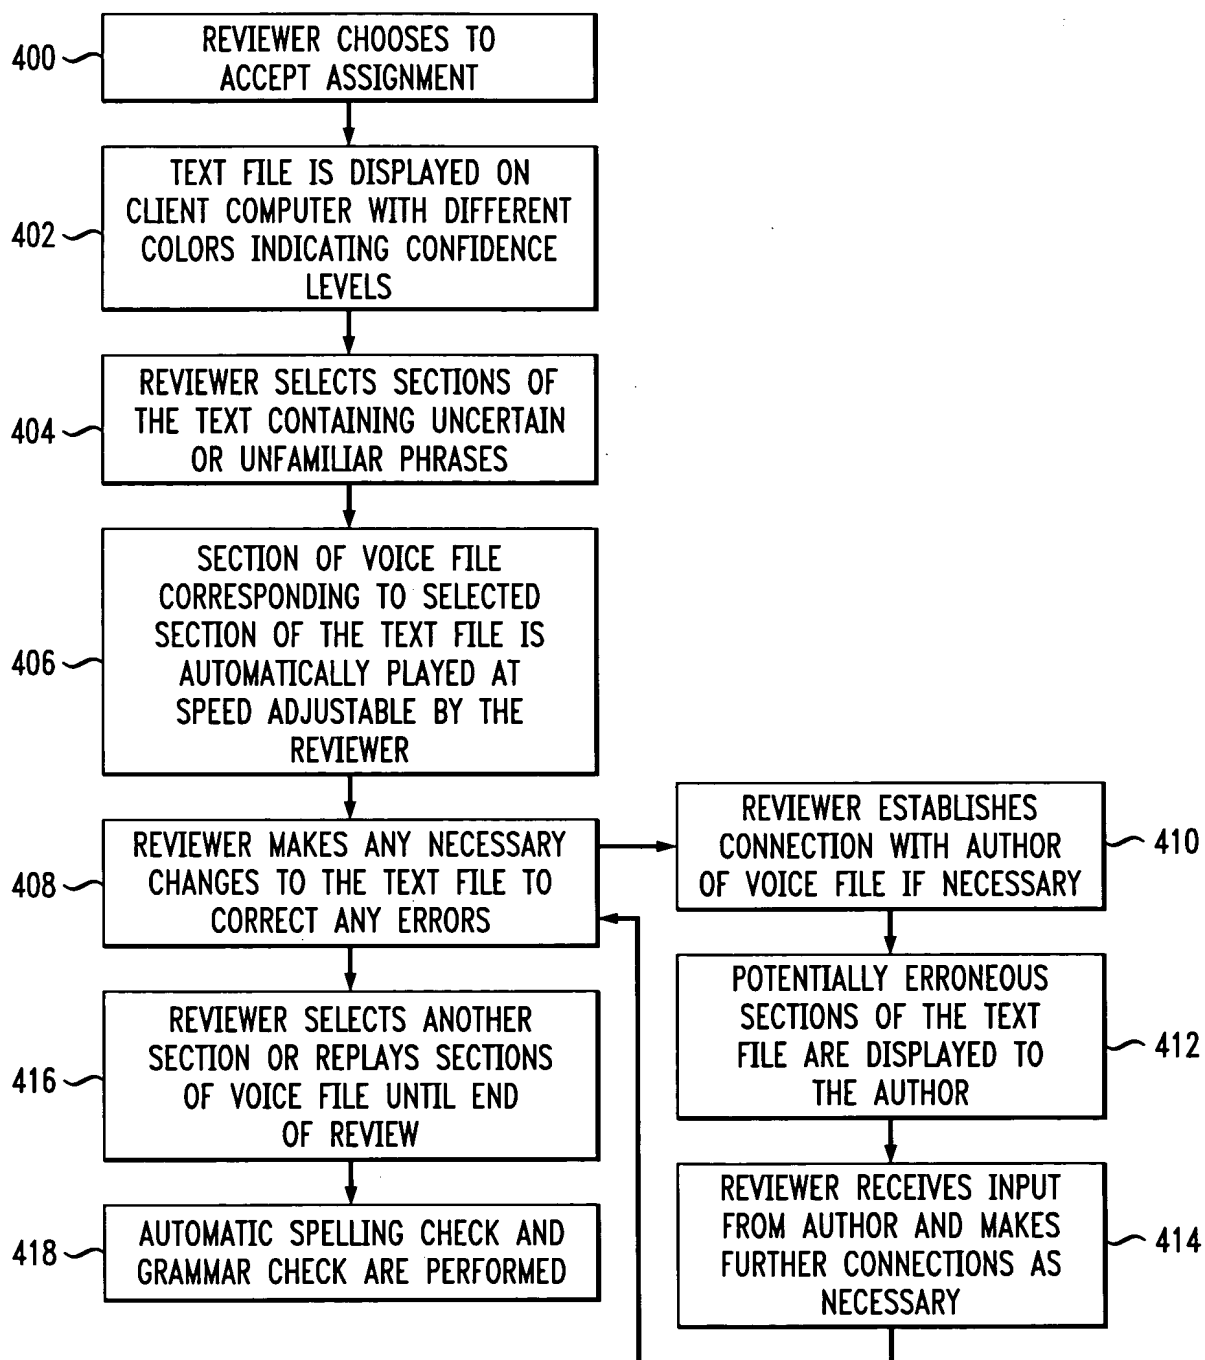 400
REVIEWER CHOOSES TO
ACCEPT ASSIGNMENT
402
TEXT FILE IS DISPLAYED ON
CLIENT COMPUTER WITH DIFFERENT
COLORS INDICATING CONFIDENCE
LEVELS
404
REVIEWER SELECTS SECTIONS OF
THE TEXT CONTAINING UNCERTAIN
OR UNFAMILIAR PHRASES
406
SECTION OF VOICE FILE
CORRESPONDING TO SELECTED
SECTION OF THE TEXT FILE IS
AUTOMATICALLY PLAYED AT
SPEED ADJUSTABLE BY THE
REVIEWER
408
REVIEWER MAKES ANY NECESSARY
CHANGES TO THE TEXT FILE TO
CORRECT ANY ERRORS
REVIEWER ESTABLISHES
CONNECTION WITH AUTHOR
OF VOICE FILE IF NECESSARY
410
POTENTIALLY ERRONEOUS
SECTIONS OF THE TEXT
FILE ARE DISPLAYED TO
THE AUTHOR
412
REVIEWER RECEIVES INPUT
FROM AUTHOR AND MAKES
FURTHER CONNECTIONS AS
NECESSARY
414
416
REVIEWER SELECTS ANOTHER
SECTION OR REPLAYS SECTIONS
OF VOICE FILE UNTIL END
OF REVIEW
418
AUTOMATIC SPELLING CHECK AND
GRAMMAR CHECK ARE PERFORMED